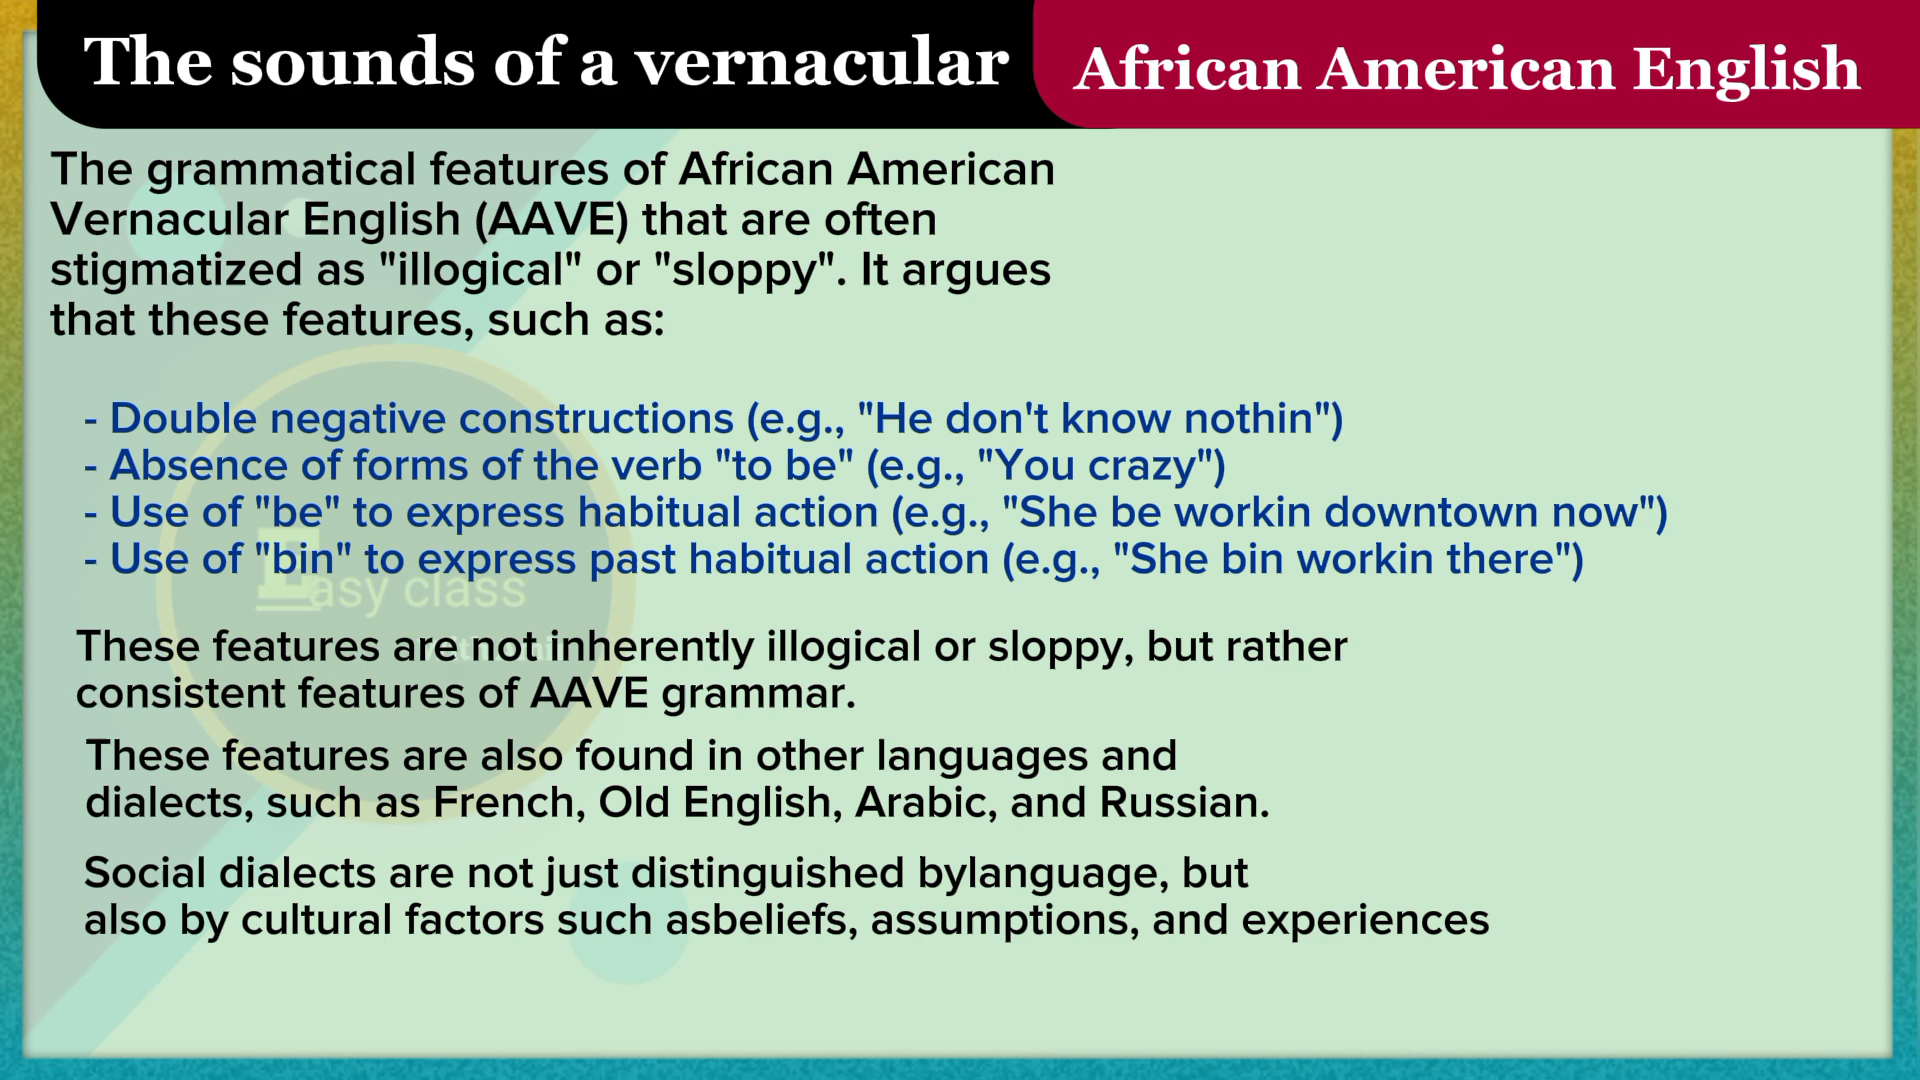 The sounds of a vernacular
African American English
The grammatical features of African American
Vernacular English (AAVE) that are often
stigmatized as "illogical" or "sloppy". It argues
that these features, such as:
- Double negative constructions (e.g., "He don't know nothin")
- Absence of forms of the verb "to be" (e.g., "You crazy")
- Use of "be" to express habitual action (e.g., "She be workin downtown now")
- Use of "bin" to express past habitual action (e.g., "She bin workin there")
Easy class
These features are not inherently illogical or sloppy, but rather
consistent features of AAVE grammar.
These features are also found in other languages and
dialects, such as French, Old English, Arabic, and Russian.
Social dialects are not just distinguished bylanguage, but
also by cultural factors such asbeliefs, assumptions, and experiences